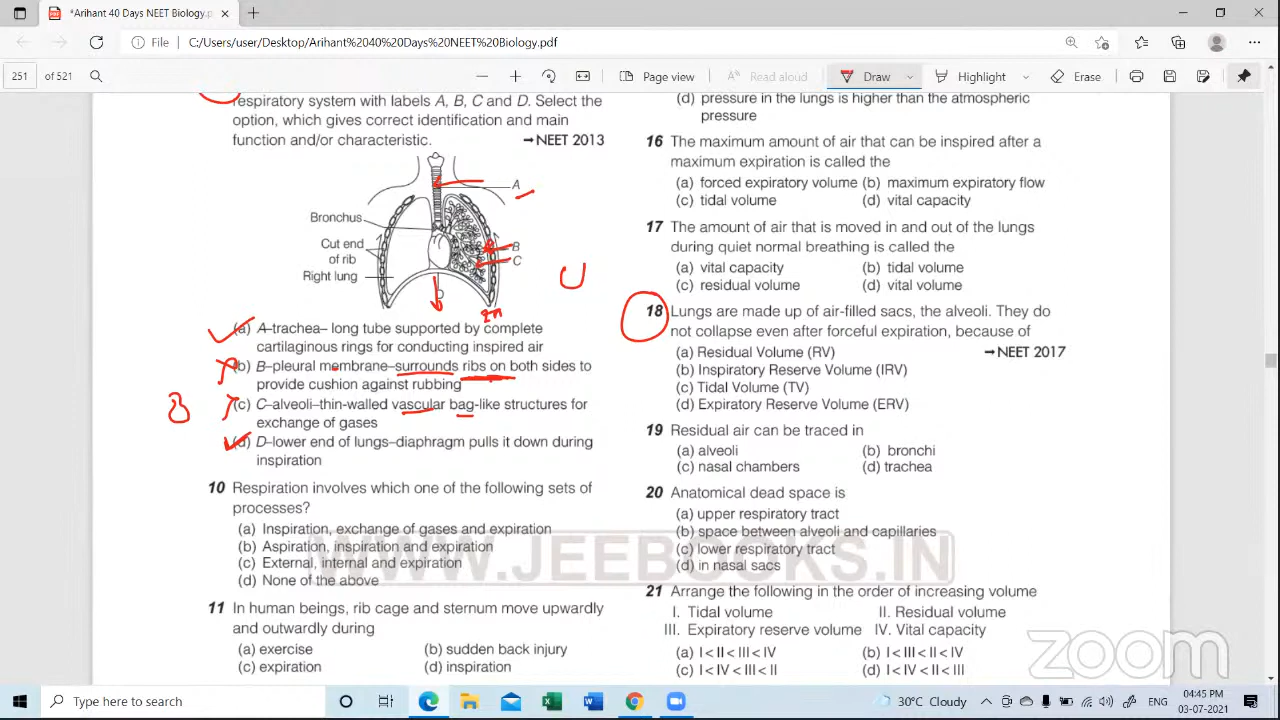 *Arihant 40 Days NEET Biology.p
File
C:/Users/user/Desktop/Arihant%2040%20Days%20NEET%20Biology.pdf
251 of 521
Page view
Read aloud
Draw
Highlight
Erase
respiratory system with labels A, B, C and D. Select the
option, which gives correct identification and main
function and/or characteristic. → NEET 2013
A
Bronchus
Cut end
of rib
Right lung
B
C
D
(a) A-trachea– long tube supported by complete
cartilaginous rings for conducting inspired air
(b) B–pleural membrane–surrounds ribs on both sides to
provide cushion against rubbing
(c) C–alveoli–thin-walled vascular bag-like structures for
exchange of gases
(d) D–lower end of lungs–diaphragm pulls it down during
inspiration
10 Respiration involves which one of the following sets of
processes?
(a) Inspiration, exchange of gases and expiration
(b) Aspiration, inspiration and expiration
(c) External, internal and expiration
(d) None of the above
11 In human beings, rib cage and sternum move upwardly
and outwardly during
(a) exercise (b) sudden back injury
(c) expiration (d) inspiration
(d) pressure in the lungs is higher than the atmospheric
pressure
16 The maximum amount of air that can be inspired after a
maximum expiration is called the
(a) forced expiratory volume (b) maximum expiratory flow
(c) tidal volume (d) vital capacity
17 The amount of air that is moved in and out of the lungs
during quiet normal breathing is called the
(a) vital capacity (b) tidal volume
(c) residual volume (d) vital volume
18 Lungs are made up of air-filled sacs, the alveoli. They do
not collapse even after forceful expiration, because of
(a) Residual Volume (RV) → NEET 2017
(b) Inspiratory Reserve Volume (IRV)
(c) Tidal Volume (TV)
(d) Expiratory Reserve Volume (ERV)
19 Residual air can be traced in
(a) alveoli (b) bronchi
(c) nasal chambers (d) trachea
20 Anatomical dead space is
(a) upper respiratory tract
(b) space between alveoli and capillaries
(c) lower respiratory tract
(d) in nasal sacs
21 Arrange the following in the order of increasing volume
I. Tidal volume II. Residual volume
III. Expiratory reserve volume IV. Vital capacity
(a) I < II < III < IV (b) I < III < II < IV
(c) I < IV < III < II (d) I < IV < II < III
WWW.JEEBOOKS.IN
zoom
Type here to search
30°C Cloudy
ENG
04:45 PM
03-07-2021